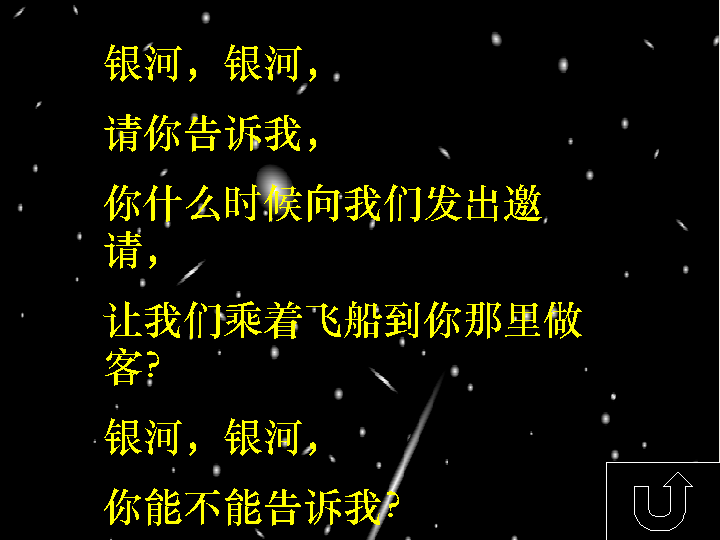 银河，银河，
请你告诉我，
你什么时候向我们发出邀
请，
让我们乘着飞船到你那里做
客？
银河，银河，
你能不能告诉我？